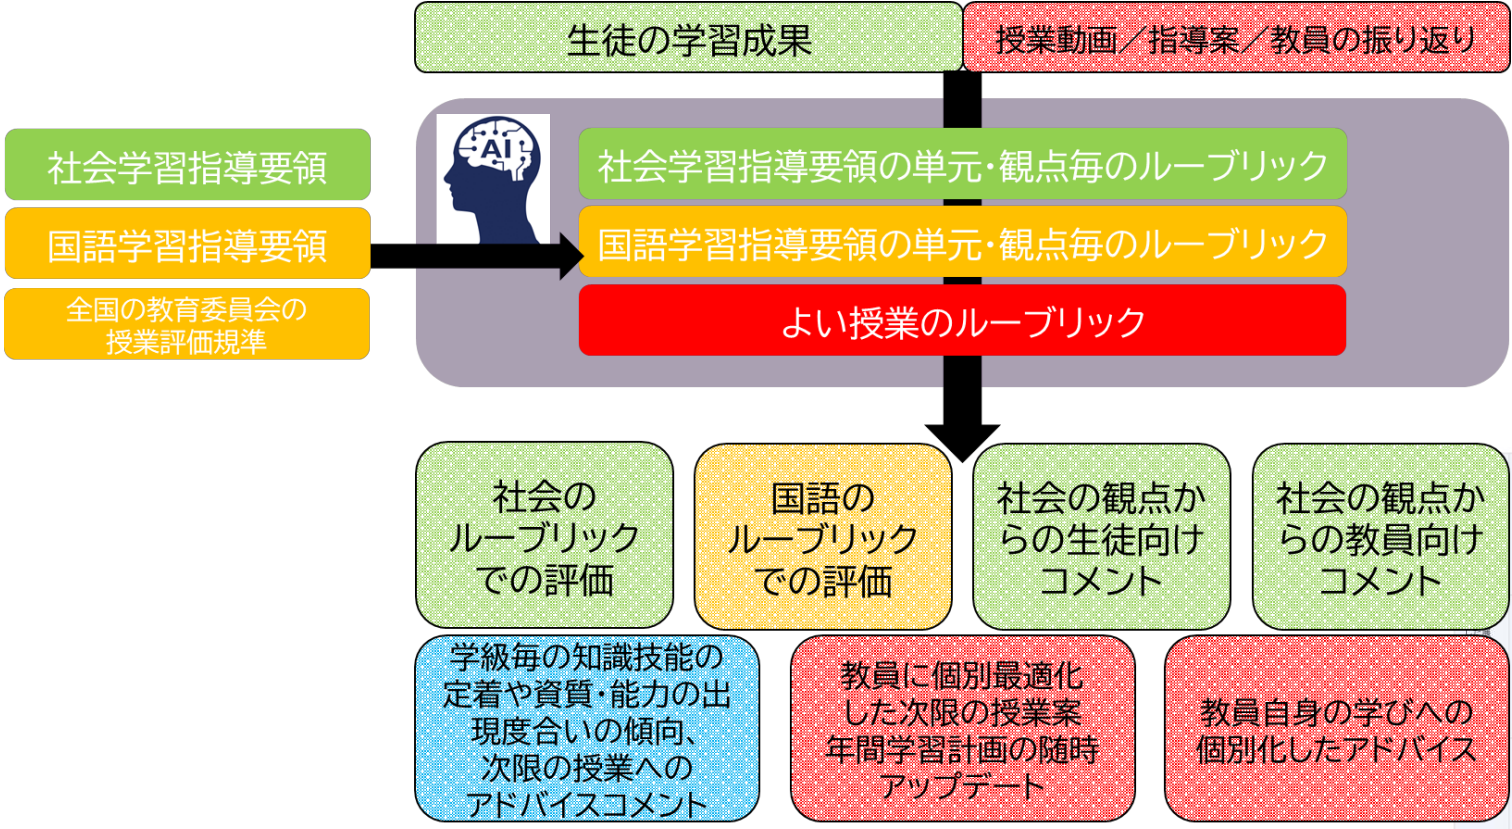 生徒の学習成果
授業動画／指導案／教員の振り返り
AI
社会学習指導要領
社会学習指導要領の単元・観点毎のルーブリック
国語学習指導要領
国語学習指導要領の単元・観点毎のルーブリック
全国の教育委員会の
授業評価規準
よい授業のルーブリック
社会の
ルーブリック
での評価
国語の
ルーブリック
での評価
社会の観点か
らの生徒向け
コメント
社会の観点か
らの教員向け
コメント
学級毎の知識技能の
定着や資質・能力の出
現度合いの傾向、
次限の授業への
アドバイスコメント
教員に個別最適化
した次限の授業案
年間学習計画の随時
アップデート
教員自身の学びへの
個別化したアドバイス